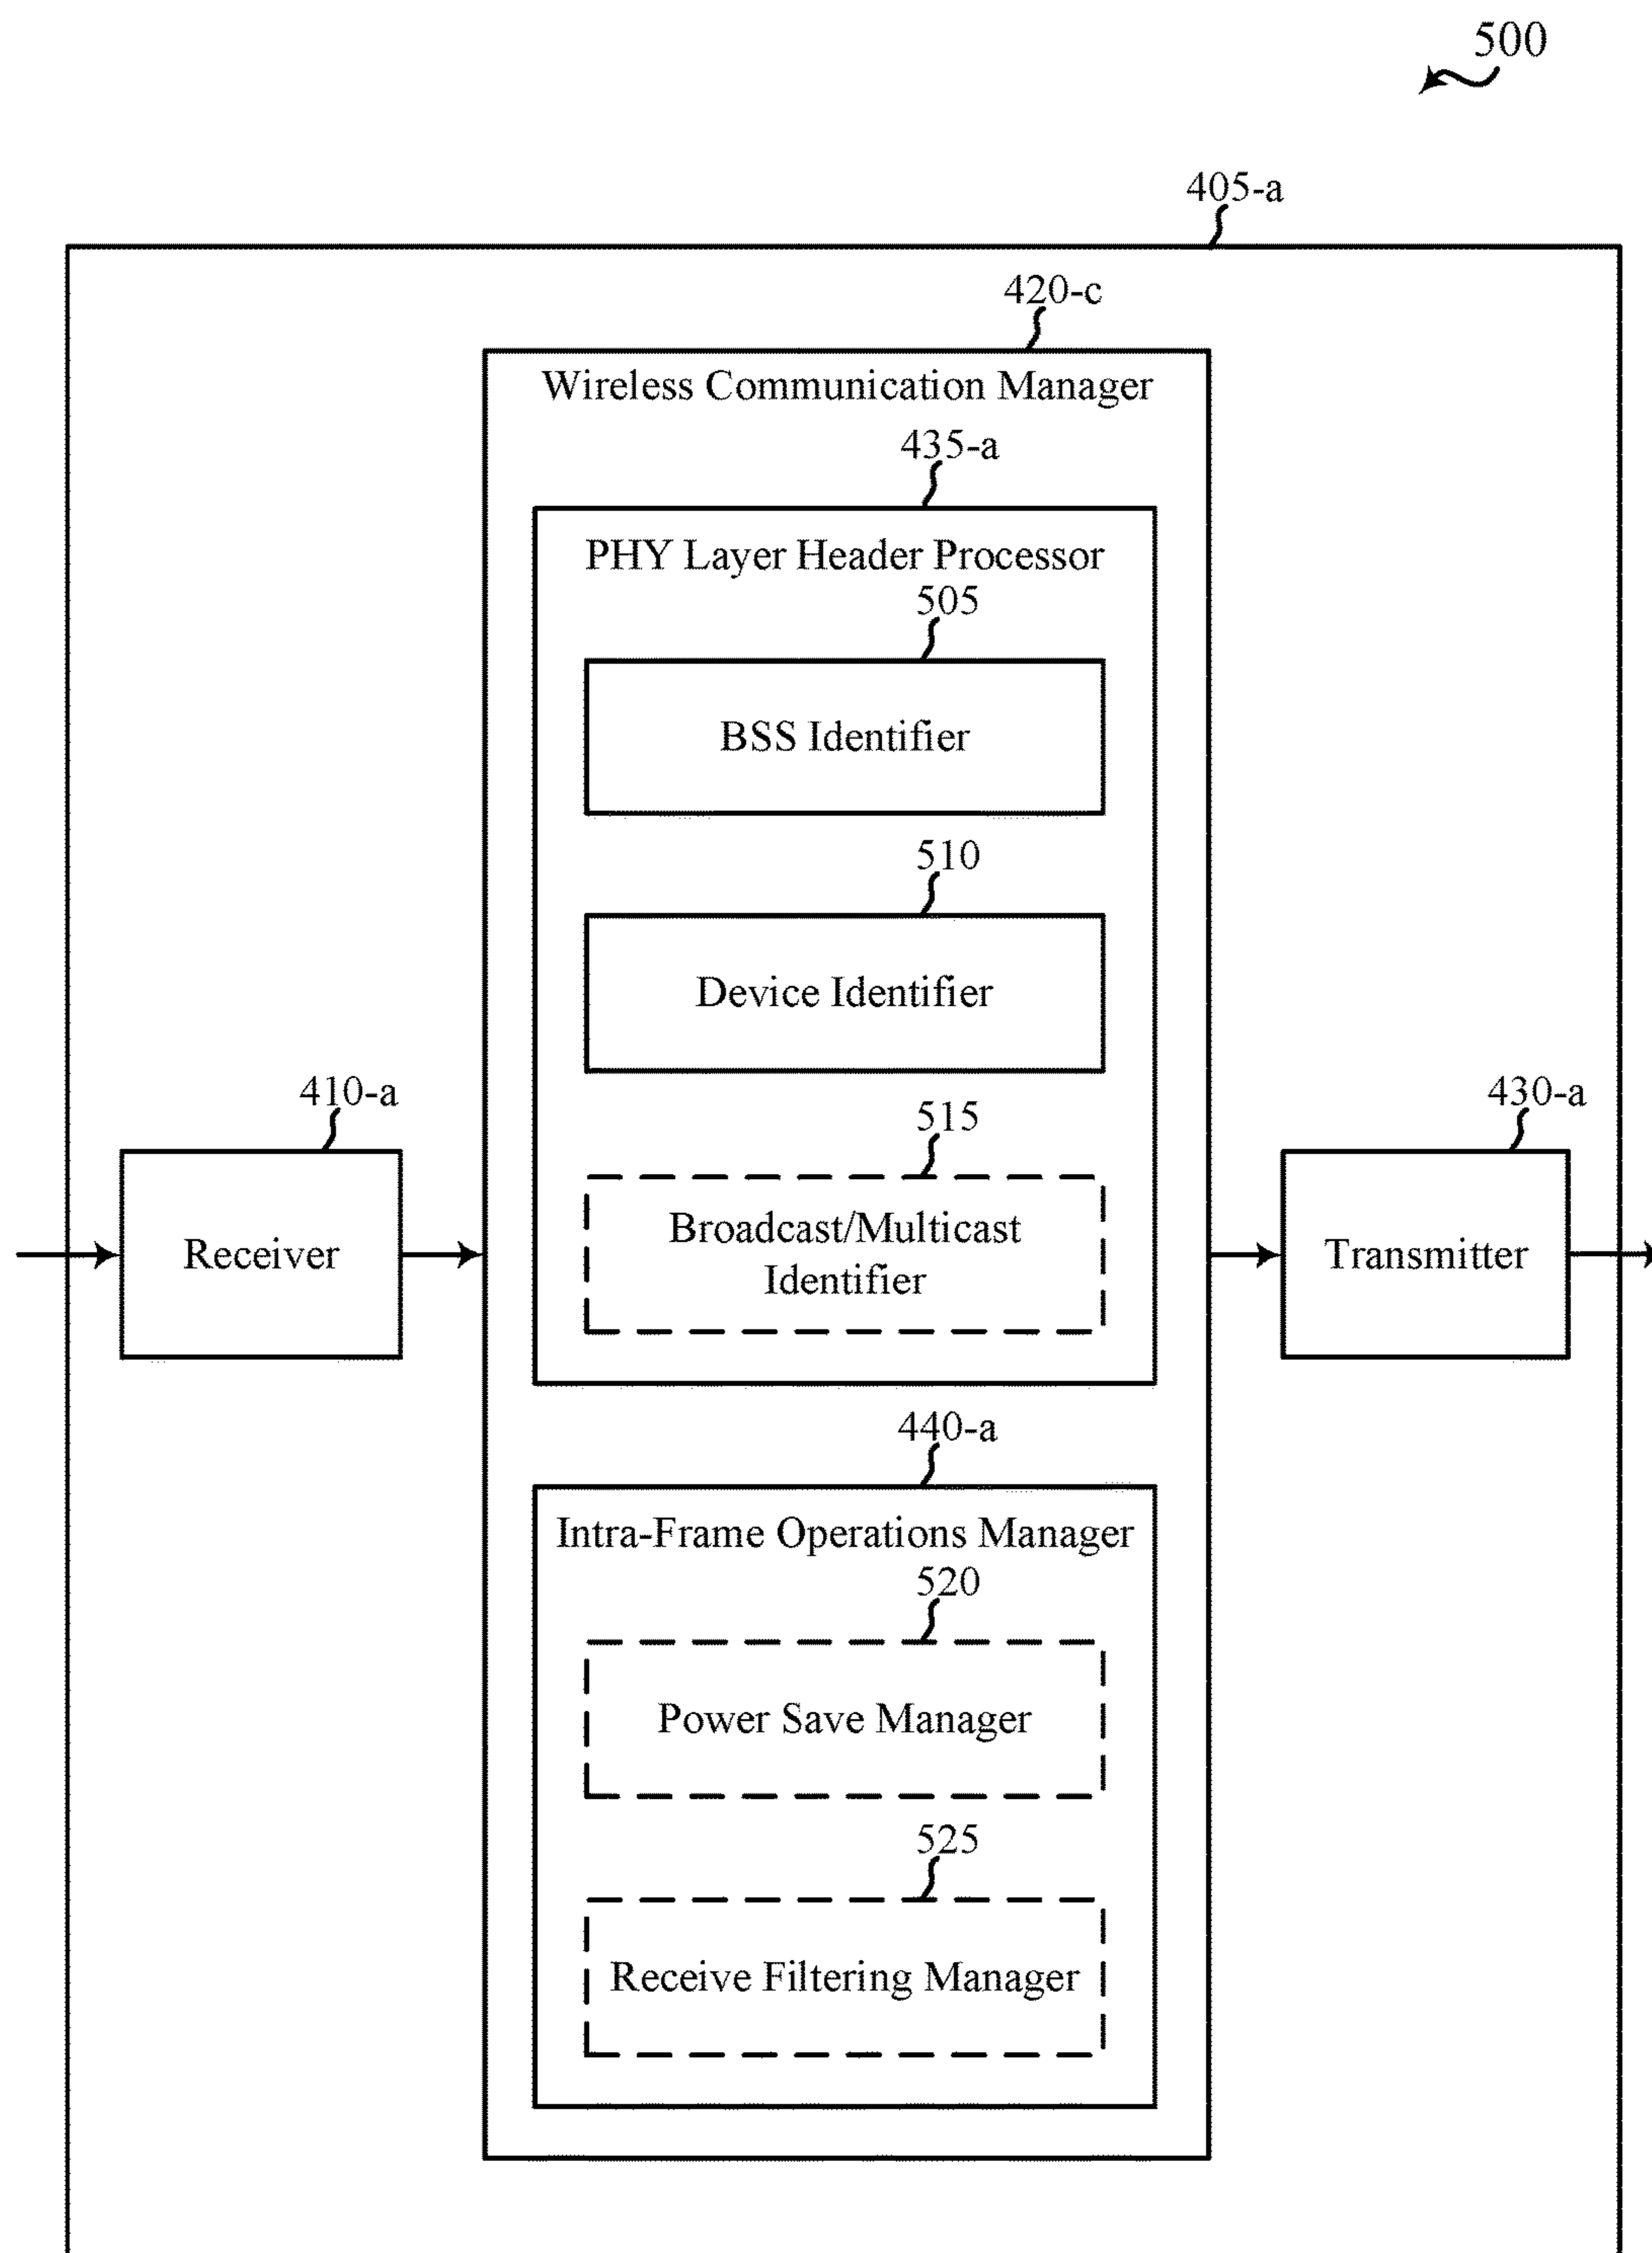 500
405-a
420-c
Wireless Communication Manager
435-a
PHY Layer Header Processor
505
BSS Identifier
510
Device Identifier
410-a
515
430-a
Receiver
Broadcast/Multicast
Identifier
Transmitter
440-a
Intra-Frame Operations Manager
520
Power Save Manager
525
Receive Filtering Manager